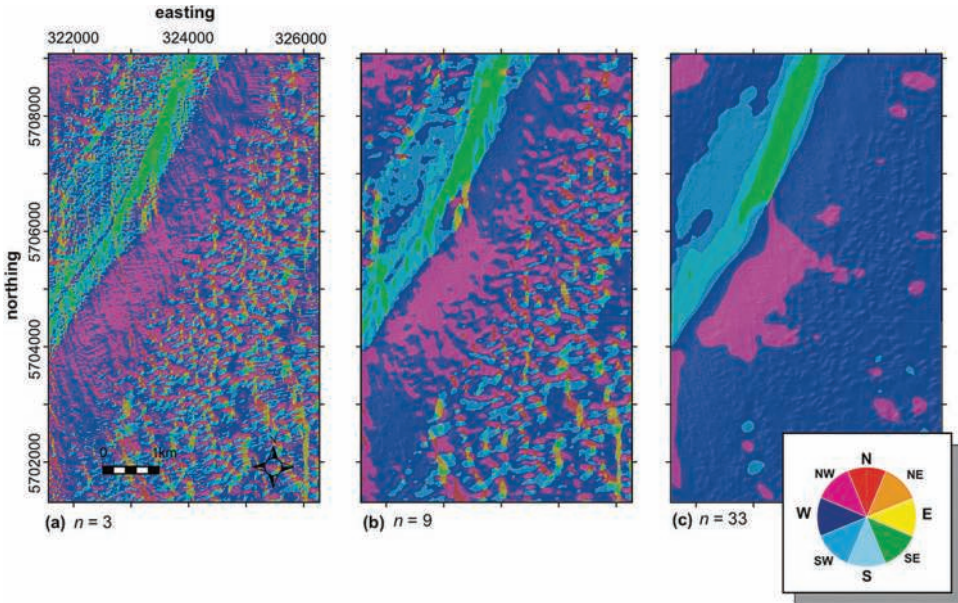 easting
322000 324000 326000
northing
5708000
5706000
5704000
5702000
0 1km
(a) n = 3
(b) n = 9
(c) n = 33
N
NW NE
W E
SW SE
S